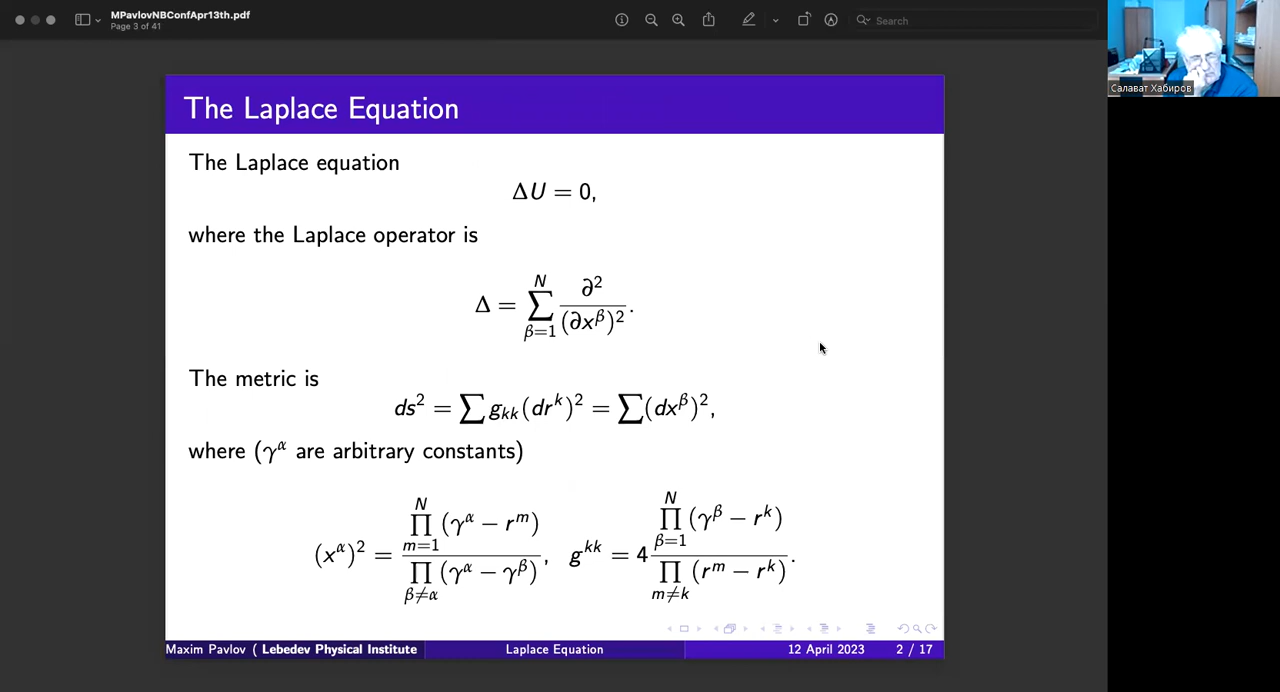 MPavlovNBConfApr13th.pdf
Page 3 of 41
Search
Салават Хабиров
The Laplace Equation
The Laplace equation
ΔU = 0,
where the Laplace operator is
Δ = ∑_{β=1}^{N} ∂² / (∂x^β)².
The metric is
ds² = ∑ g_{kk}(dr^k)² = ∑(dx^β)²,
where (γ^α are arbitrary constants)
(x^α)² = ∏_{m=1}^{N} (γ^α − r^m) / ∏_{β≠α} (γ^α − γ^β), g^{kk} = 4 ∏_{β=1}^{N} (γ^β − r^k) / ∏_{m≠k} (r^m − r^k).
Maxim Pavlov ( Lebedev Physical Institute
Laplace Equation
12 April 2023
2 / 17